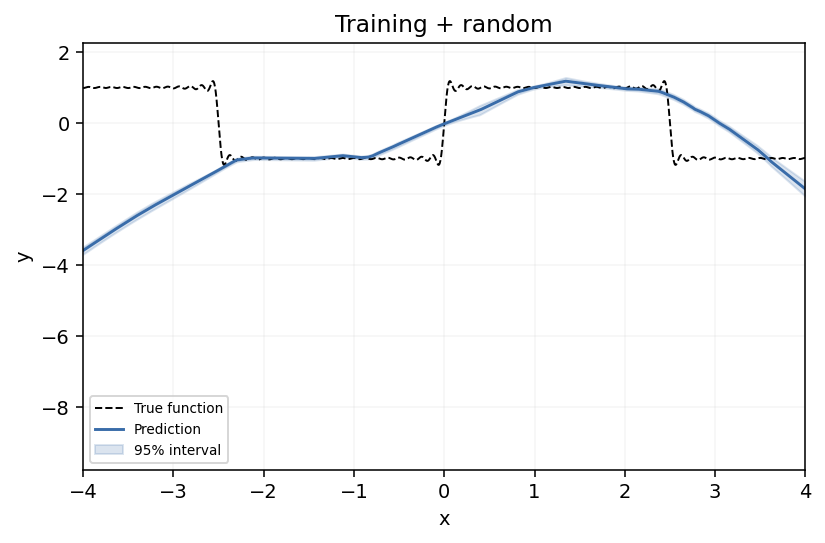 Training + random
2
0
−2
−4
−6
−8
y
True function
Prediction
95% interval
−4 −3 −2 −1 0 1 2 3 4
x